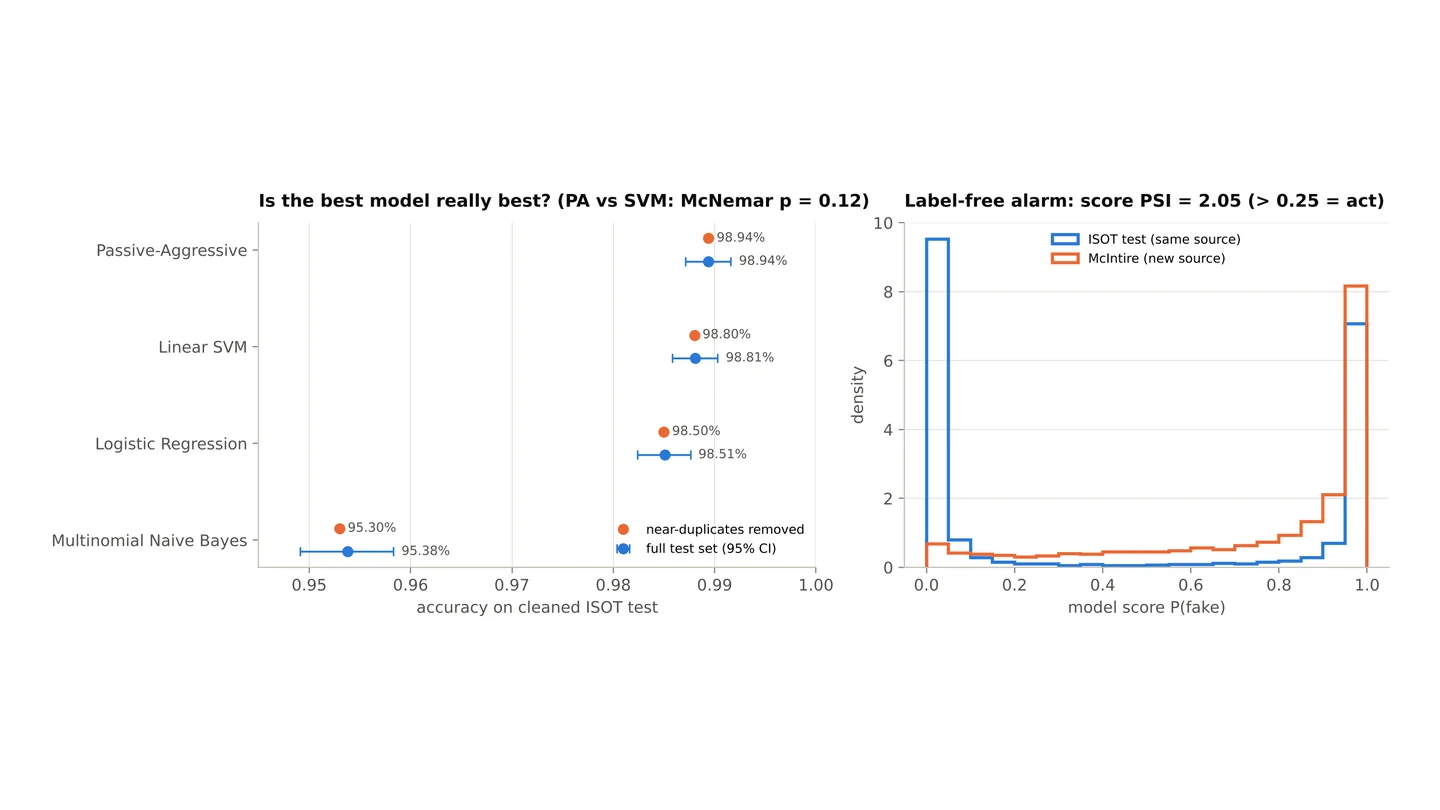 Is the best model really best? (PA vs SVM: McNemar p = 0.12)
Passive-Aggressive
98.94%
98.94%
Linear SVM
98.80%
98.81%
Logistic Regression
98.50%
98.51%
Multinomial Naive Bayes
95.30%
95.38%
near-duplicates removed
full test set (95% CI)
0.95 0.96 0.97 0.98 0.99 1.00
accuracy on cleaned ISOT test
Label-free alarm: score PSI = 2.05 (> 0.25 = act)
ISOT test (same source)
McIntire (new source)
10
8
6
4
2
0
density
0.0 0.2 0.4 0.6 0.8 1.0
model score P(fake)